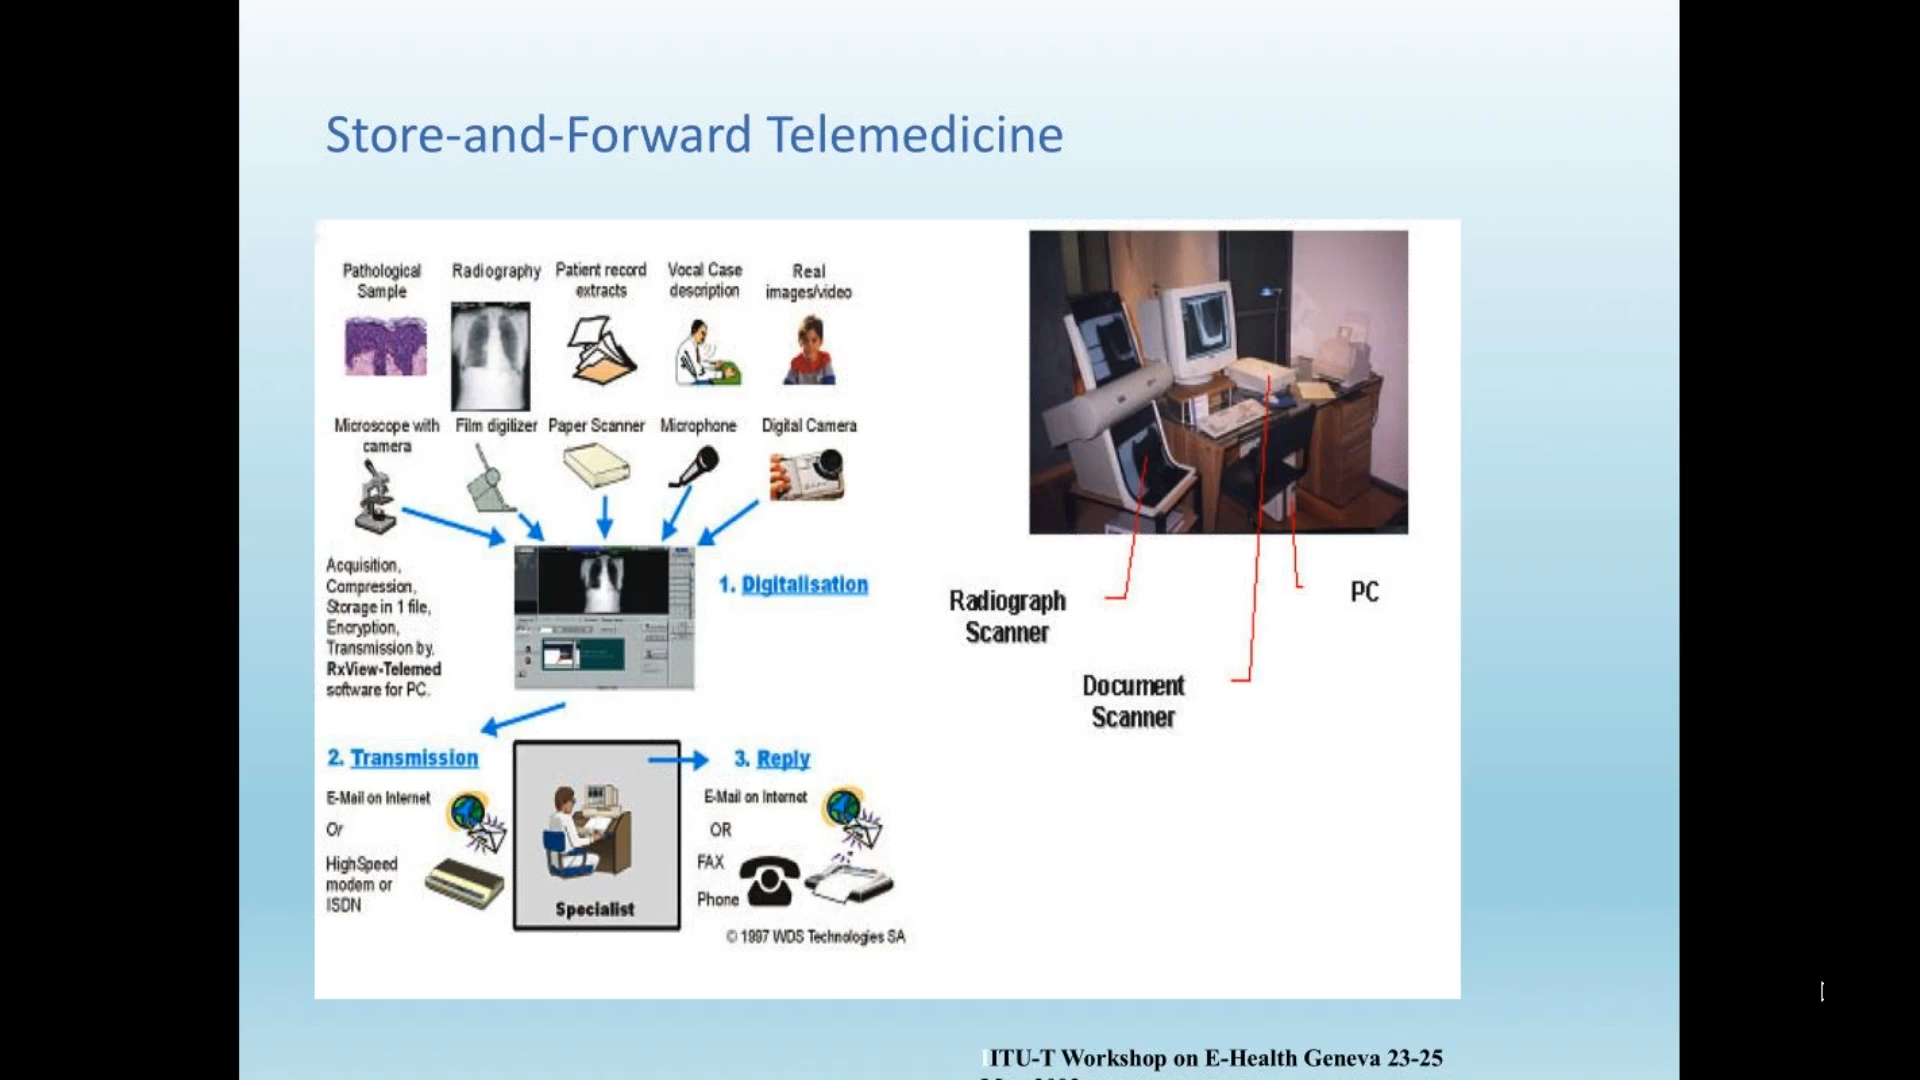 Store-and-Forward Telemedicine
Pathological
Sample
Radiography
Patient record
extracts
Vocal Case
description
Real
images/video
Microscope with
camera
Film digitizer
Paper Scanner
Microphone
Digital Camera
Acquisition,
Compression,
Storage in 1 file,
Encryption,
Transmission by.
RxView-Telemed
software for PC.
1. Digitalisation
2. Transmission
E-Mail on Internet
Or
HighSpeed
modem or
ISDN
Specialist
3. Reply
E-Mail on Internet
OR
FAX
Phone
© 1997 WDS Technologies SA
Radiograph
Scanner
Document
Scanner
PC
ITU-T Workshop on E-Health Geneva 23-25